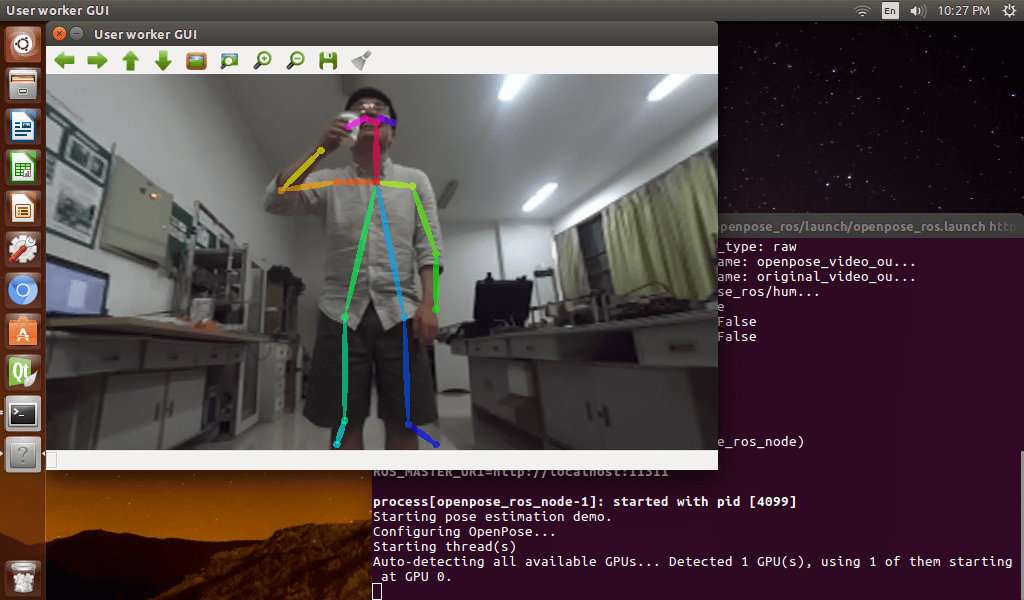 User worker GUI
En
10:27 PM
User worker GUI
penpose_ros/launch/openpose_ros.launch http
_type: raw
ame: openpose_video_ou...
ame: original_video_ou...
se_ros/hum...
e
False
False
e_ros_node)
ROS_MASTER_URI=http://localhost:11311
process[openpose_ros_node-1]: started with pid [4099]
Starting pose estimation demo.
Configuring OpenPose...
Starting thread(s)
Auto-detecting all available GPUs... Detected 1 GPU(s), using 1 of them starting
at GPU 0.